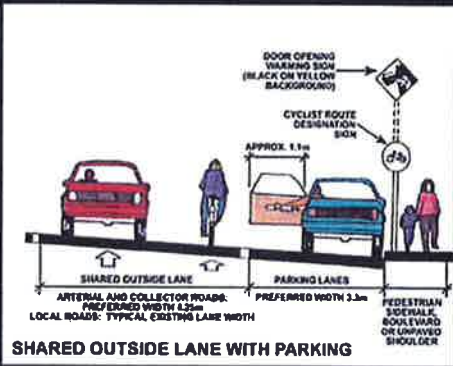 DOOR OPENING
WARNING SIGN
(BLACK ON YELLOW
BACKGROUND)
CYCLIST ROUTE
DESIGNATION
SIGN
APPROX. 1.1m
SHARED OUTSIDE LANE
PARKING LANES
ARTERIAL AND COLLECTOR ROADS:
PREFERRED WIDTH 4.25m
LOCAL ROADS: TYPICAL EXISTING LANE WIDTH
PREFERRED WIDTH
PEDESTRIAN
SIDEWALK,
BOULEVARD
OR UNPAVED
SHOULDER
SHARED OUTSIDE LANE WITH PARKING